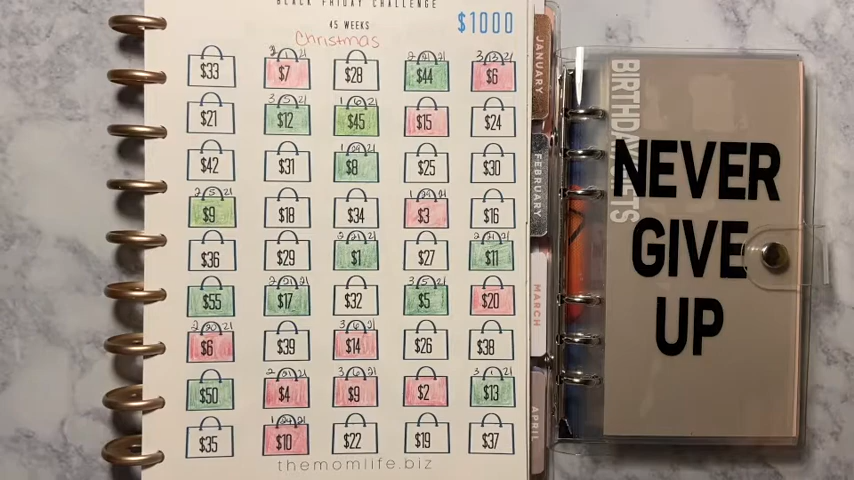 BLACK FRIDAY CHALLENGE
45 WEEKS
$1000
Christmas
$33 $7 $28 $44 $6
$21 $12 $45 $15 $24
$42 $31 $8 $25 $30
$9 $18 $34 $3 $16
$36 $29 $1 $27 $11
$55 $17 $32 $5 $20
$6 $39 $14 $26 $38
$50 $4 $9 $2 $13
$35 $10 $22 $19 $37
themomlife.biz
JANUARY
FEBRUARY
MARCH
APRIL
NEVER
GIVE
UP